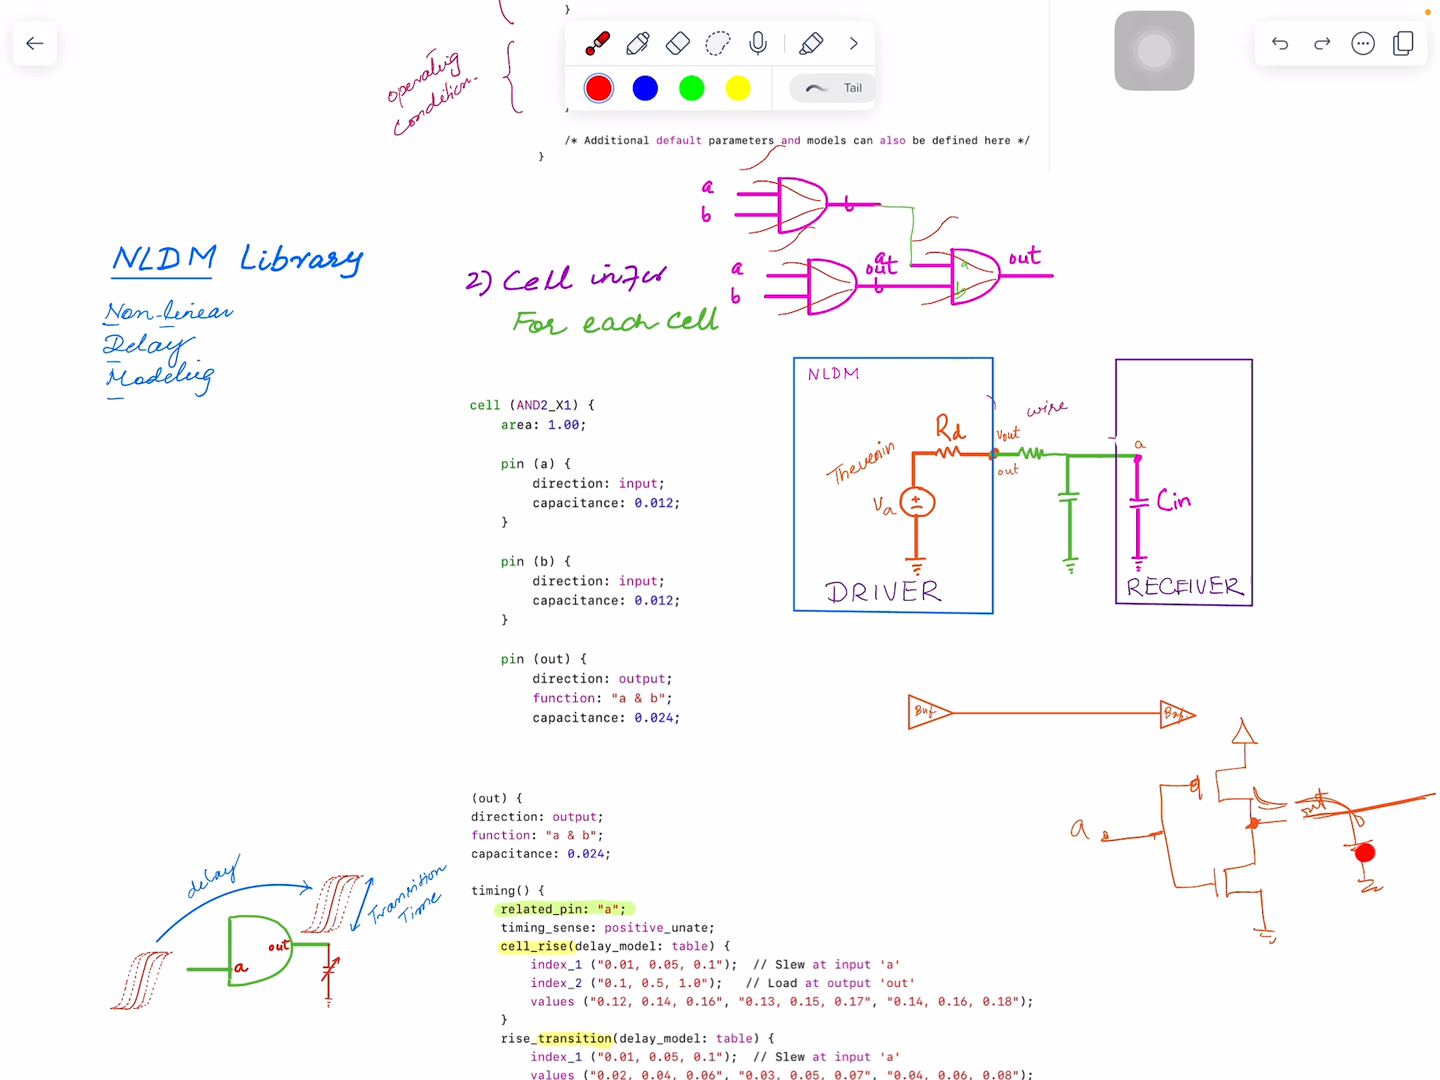 }
operating
condition.
{
Tail
}
/* Additional default parameters and models can also be defined here */
}
a
b
b
NLDM Library
Non-linear
Delay
Modeling
2) Cell infor
For each cell
a
b
a
out
b
a
b
out
cell (AND2_X1) {
area: 1.00;
pin (a) {
direction: input;
capacitance: 0.012;
}
pin (b) {
direction: input;
capacitance: 0.012;
}
pin (out) {
direction: output;
function: "a & b";
capacitance: 0.024;
NLDM
wire
Rd
Vout
out
Thevenin
Va
+
a
Cin
DRIVER
RECEIVER
Buf
a
out
(out) {
direction: output;
function: "a & b";
capacitance: 0.024;
timing() {
related_pin: "a";
timing_sense: positive_unate;
cell_rise(delay_model: table) {
index_1 ("0.01, 0.05, 0.1"); // Slew at input 'a'
index_2 ("0.1, 0.5, 1.0"); // Load at output 'out'
values ("0.12, 0.14, 0.16", "0.13, 0.15, 0.17", "0.14, 0.16, 0.18");
}
rise_transition(delay_model: table) {
index_1 ("0.01, 0.05, 0.1"); // Slew at input 'a'
values ("0.02, 0.04, 0.06", "0.03, 0.05, 0.07", "0.04, 0.06, 0.08");
delay
Transition
Time
out
a